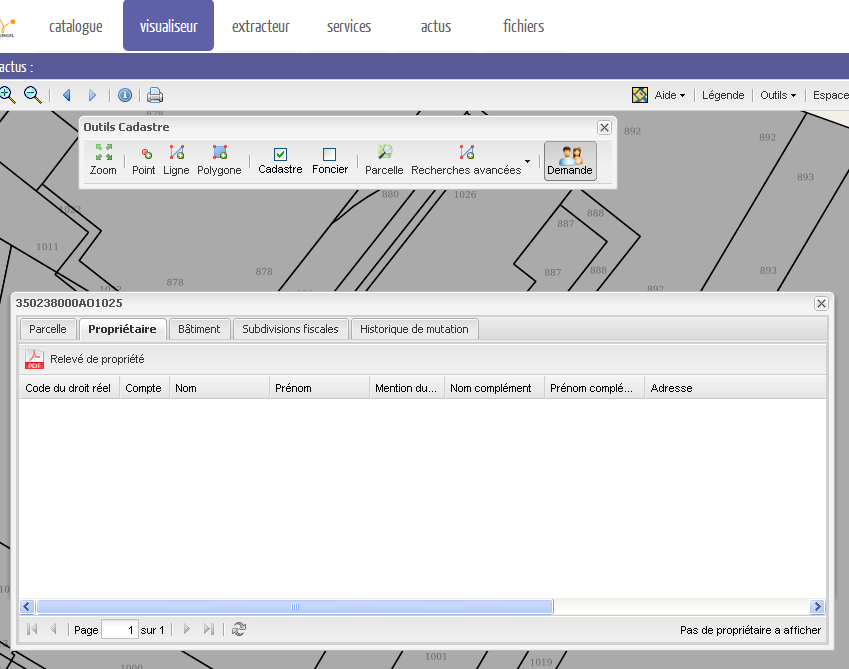 catalogue visualiseur extracteur services actus fichiers
actus :
Aide Légende Outils Espace
878
Outils Cadastre
892 892
Zoom Point Ligne Polygone Cadastre Foncier Parcelle Recherches avancées Demande
893
880 1026
1022 888
887
1011
878 878 887 888 893
892
350238000AO1025
Parcelle Propriétaire Bâtiment Subdivisions fiscales Historique de mutation
PDF Relevé de propriété
Code du droit réel Compte Nom Prénom Mention du... Nom complément Prénom complé... Adresse
Page 1 sur 1 Pas de propriétaire a afficher
1001
1000 1019